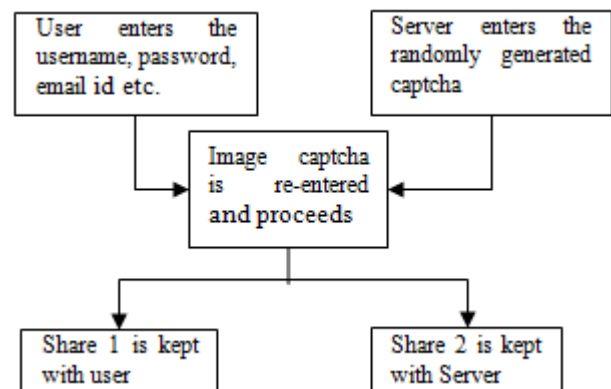 User enters the
username, password,
email id etc.
Server enters the
randomly generated
captcha
Image captcha
is re-entered
and proceeds
Share 1 is kept
with user
Share 2 is kept
with Server